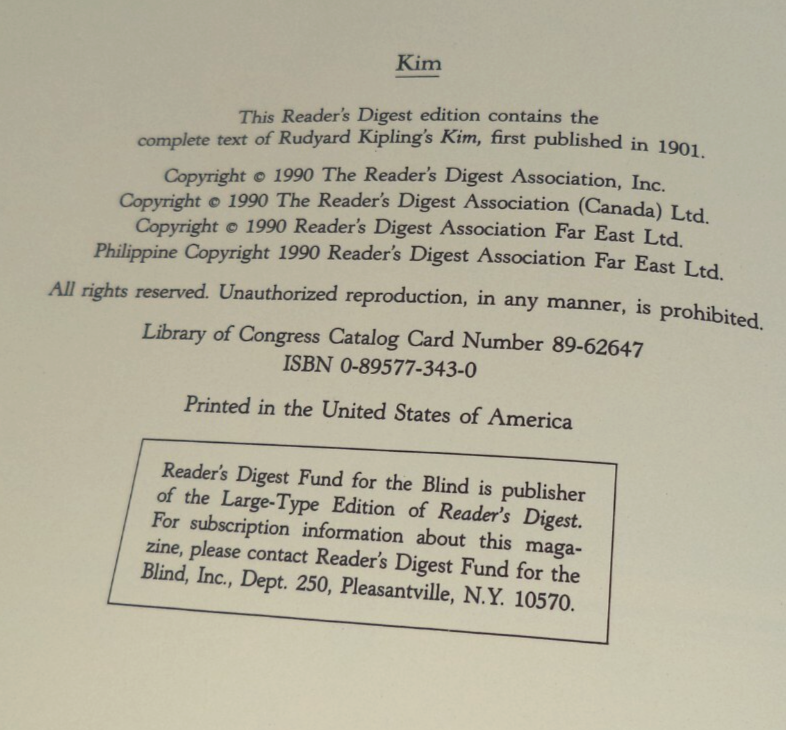 Kim
This Reader's Digest edition contains the
complete text of Rudyard Kipling's Kim, first published in 1901.
Copyright © 1990 The Reader's Digest Association, Inc.
Copyright © 1990 The Reader's Digest Association (Canada) Ltd.
Copyright © 1990 Reader's Digest Association Far East Ltd.
Philippine Copyright 1990 Reader's Digest Association Far East Ltd.
All rights reserved. Unauthorized reproduction, in any manner, is prohibited.
Library of Congress Catalog Card Number 89-62647
ISBN 0-89577-343-0
Printed in the United States of America
Reader's Digest Fund for the Blind is publisher
of the Large-Type Edition of Reader's Digest.
For subscription information about this maga-
zine, please contact Reader's Digest Fund for the
Blind, Inc., Dept. 250, Pleasantville, N.Y. 10570.